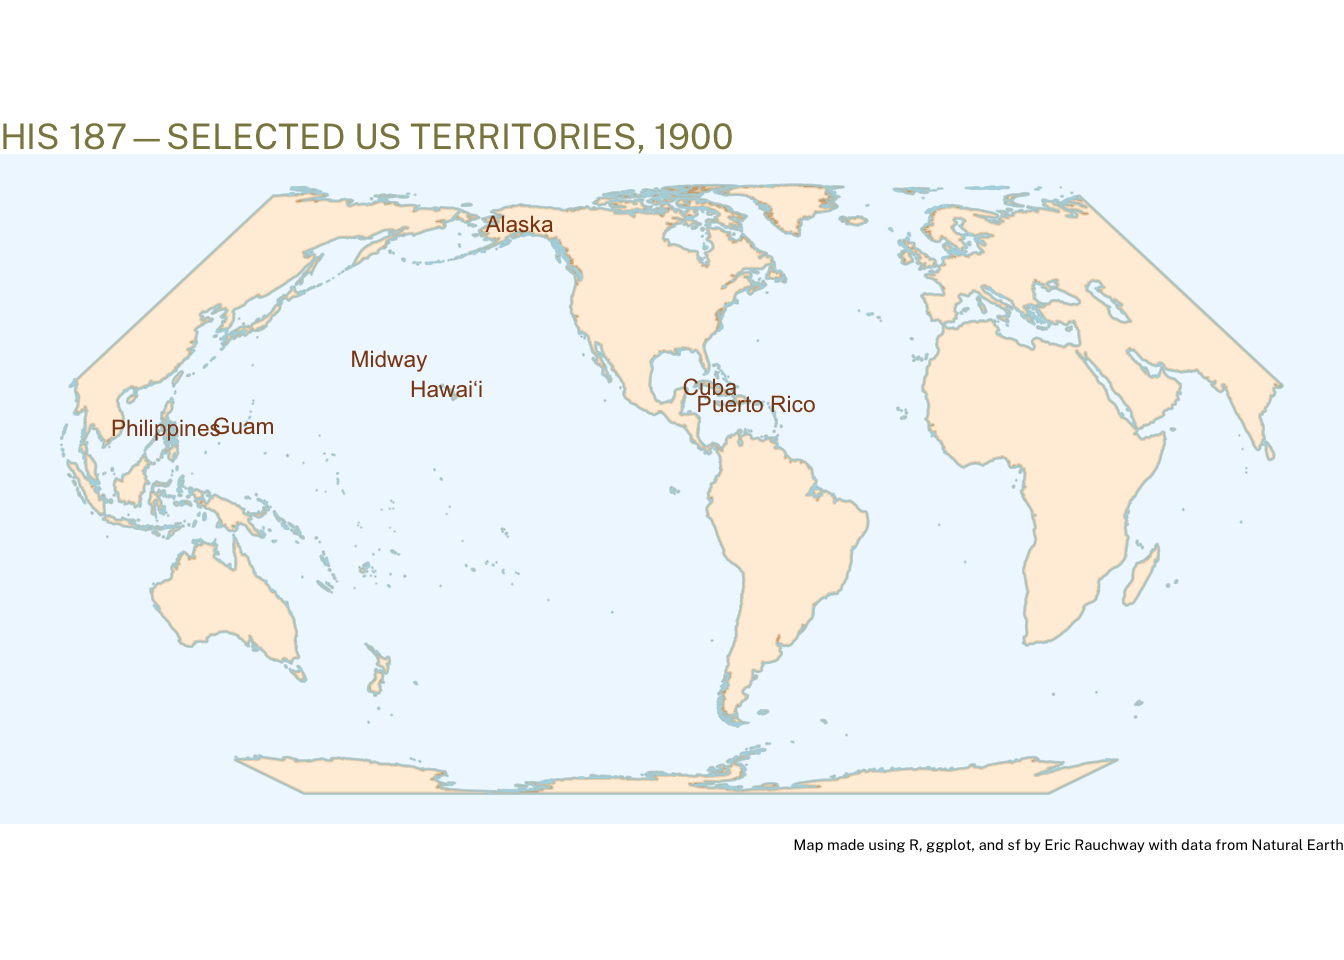 HIS 187 — SELECTED US TERRITORIES, 1900
Alaska
Midway
Hawaiʻi
Cuba
Puerto Rico
Philippines
Guam
Map made using R, ggplot, and sf by Eric Rauchway with data from Natural Earth